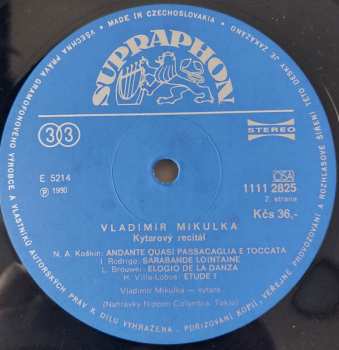 • MADE IN CZECHOSLOVAKIA •
VŠECHNA PRÁVA GRAMOFONOVÉHO VÝROBCE A VLASTNÍKŮ AUTORSKÝCH PRÁV K DÍLU VYHRAZENA. POŘIZOVÁNÍ KOPIÍ, VEŘEJNÉ PROVOZOVÁNÍ A ROZHLASOVÉ ŠÍŘENÍ TÉTO DESKY JE ZAKÁZÁNO
SUPRAPHON
33
STEREO
E 5214
Ⓟ 1990
OSA
1111 2825
2. strana
Kčs 36,-
VLADIMÍR MIKULKA
Kytarový recitál
N. A. Koškin: ANDANTE QUASI PASSACAGLIA E TOCCATA
J. Rodrigo: SARABANDE LOINTAINE
L. Brouwer: ELOGIO DE LA DANZA
H. Villa-Lobos: ETUDE 1
Vladimír Mikulka — kytara
(Nahrávky Nippon Columbia, Tokio)